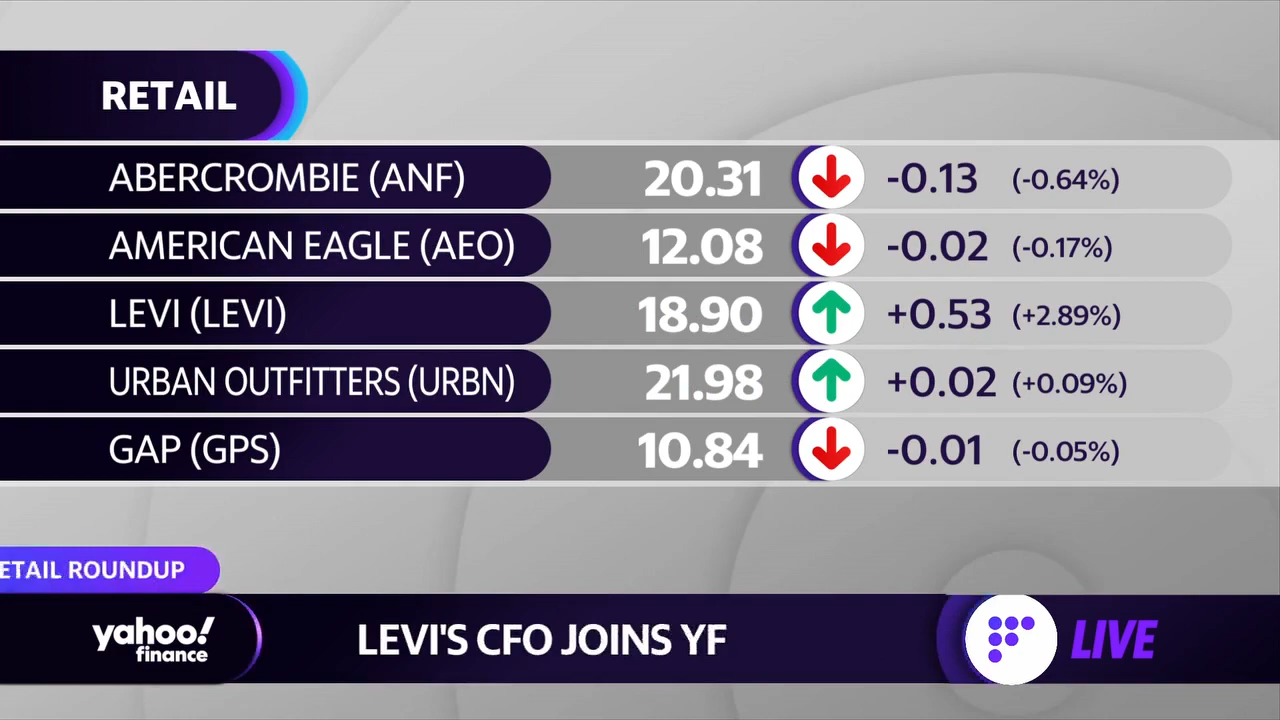 RETAIL
ABERCROMBIE (ANF) 20.31 -0.13 (-0.64%)
AMERICAN EAGLE (AEO) 12.08 -0.02 (-0.17%)
LEVI (LEVI) 18.90 +0.53 (+2.89%)
URBAN OUTFITTERS (URBN) 21.98 +0.02 (+0.09%)
GAP (GPS) 10.84 -0.01 (-0.05%)
ETAIL ROUNDUP
yahoo!
finance
LEVI'S CFO JOINS YF
LIVE